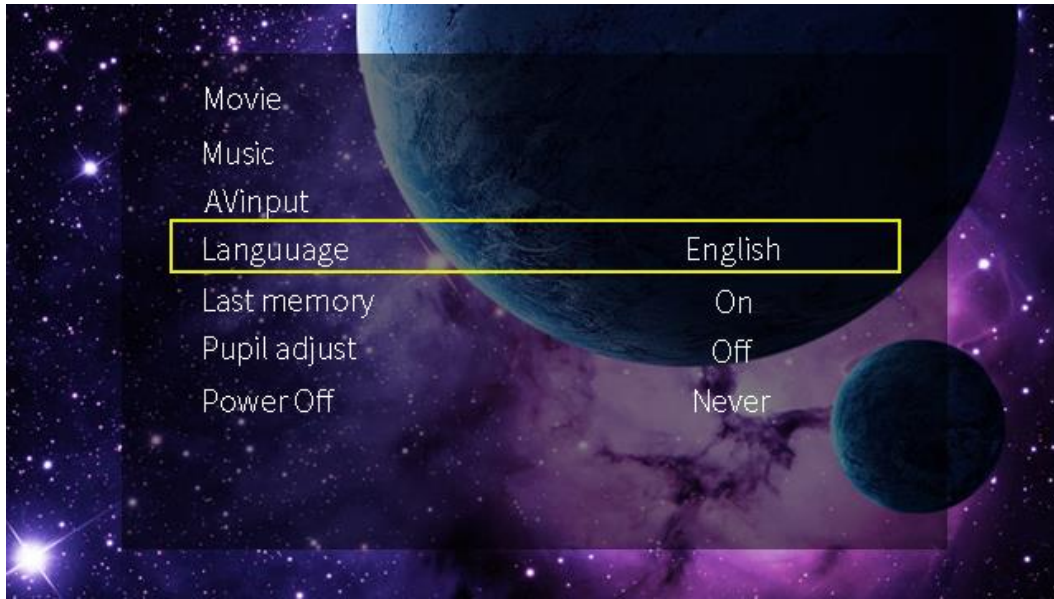 Movie
Music
AVinput
Languuage English
Last memory On
Pupil adjust Off
Power Off Never